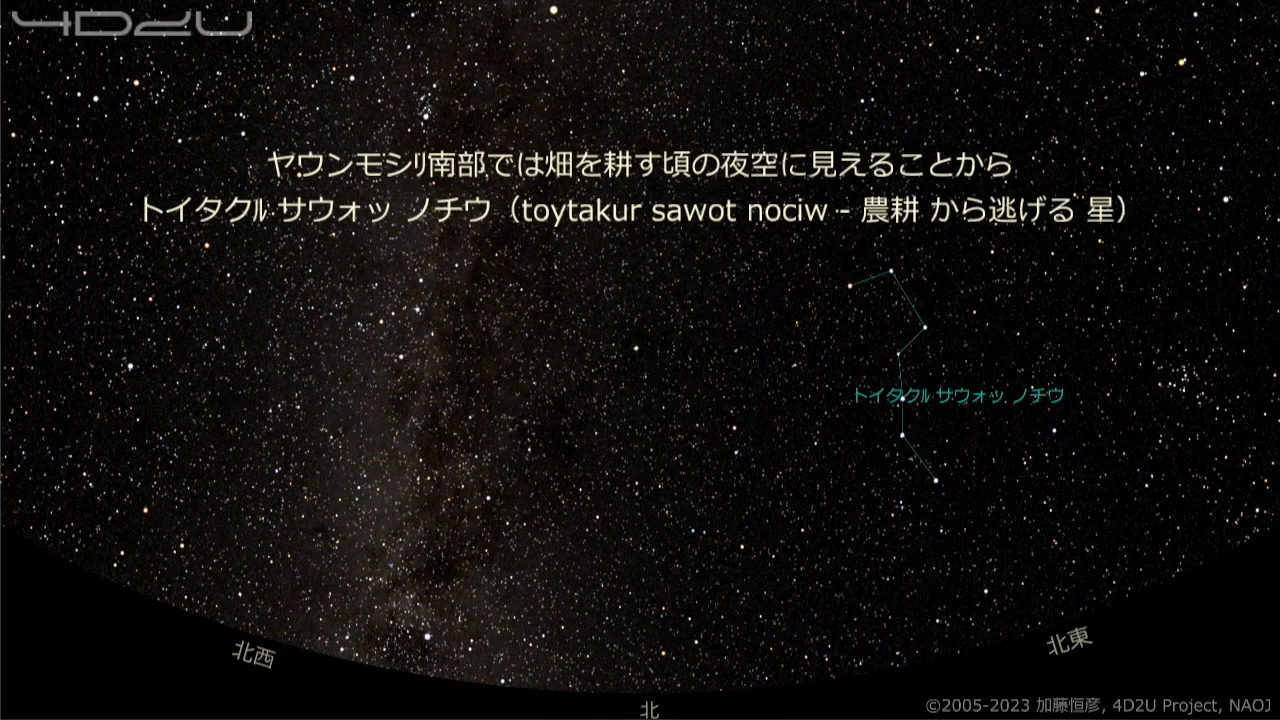 4D2U
ヤウンモシㇼ南部では畑を耕す頃の夜空に見えることから
トイタクㇽ サウォッ ノチウ（toytakur sawot nociw - 農耕 から逃げる 星）
トイタクㇽ サウォッ ノチウ
北西
北東
北
©2005-2023 加藤恒彦, 4D2U Project, NAOJ